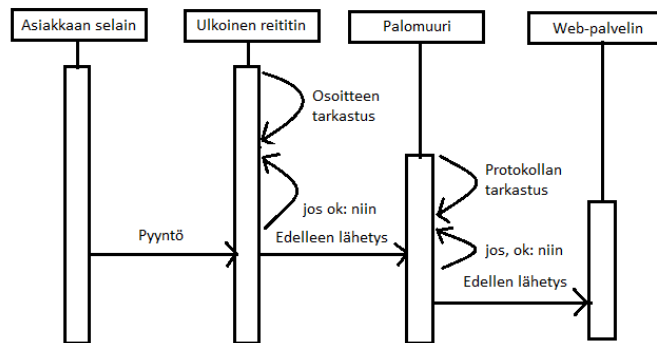 Asiakkaan selain
Ulkoinen reititin
Palomuuri
Web-palvelin
Osoitteen
tarkastus
Protokollan
tarkastus
jos ok: niin
Pyyntö
Edelleen lähetys
jos, ok: niin
Edellen lähetys